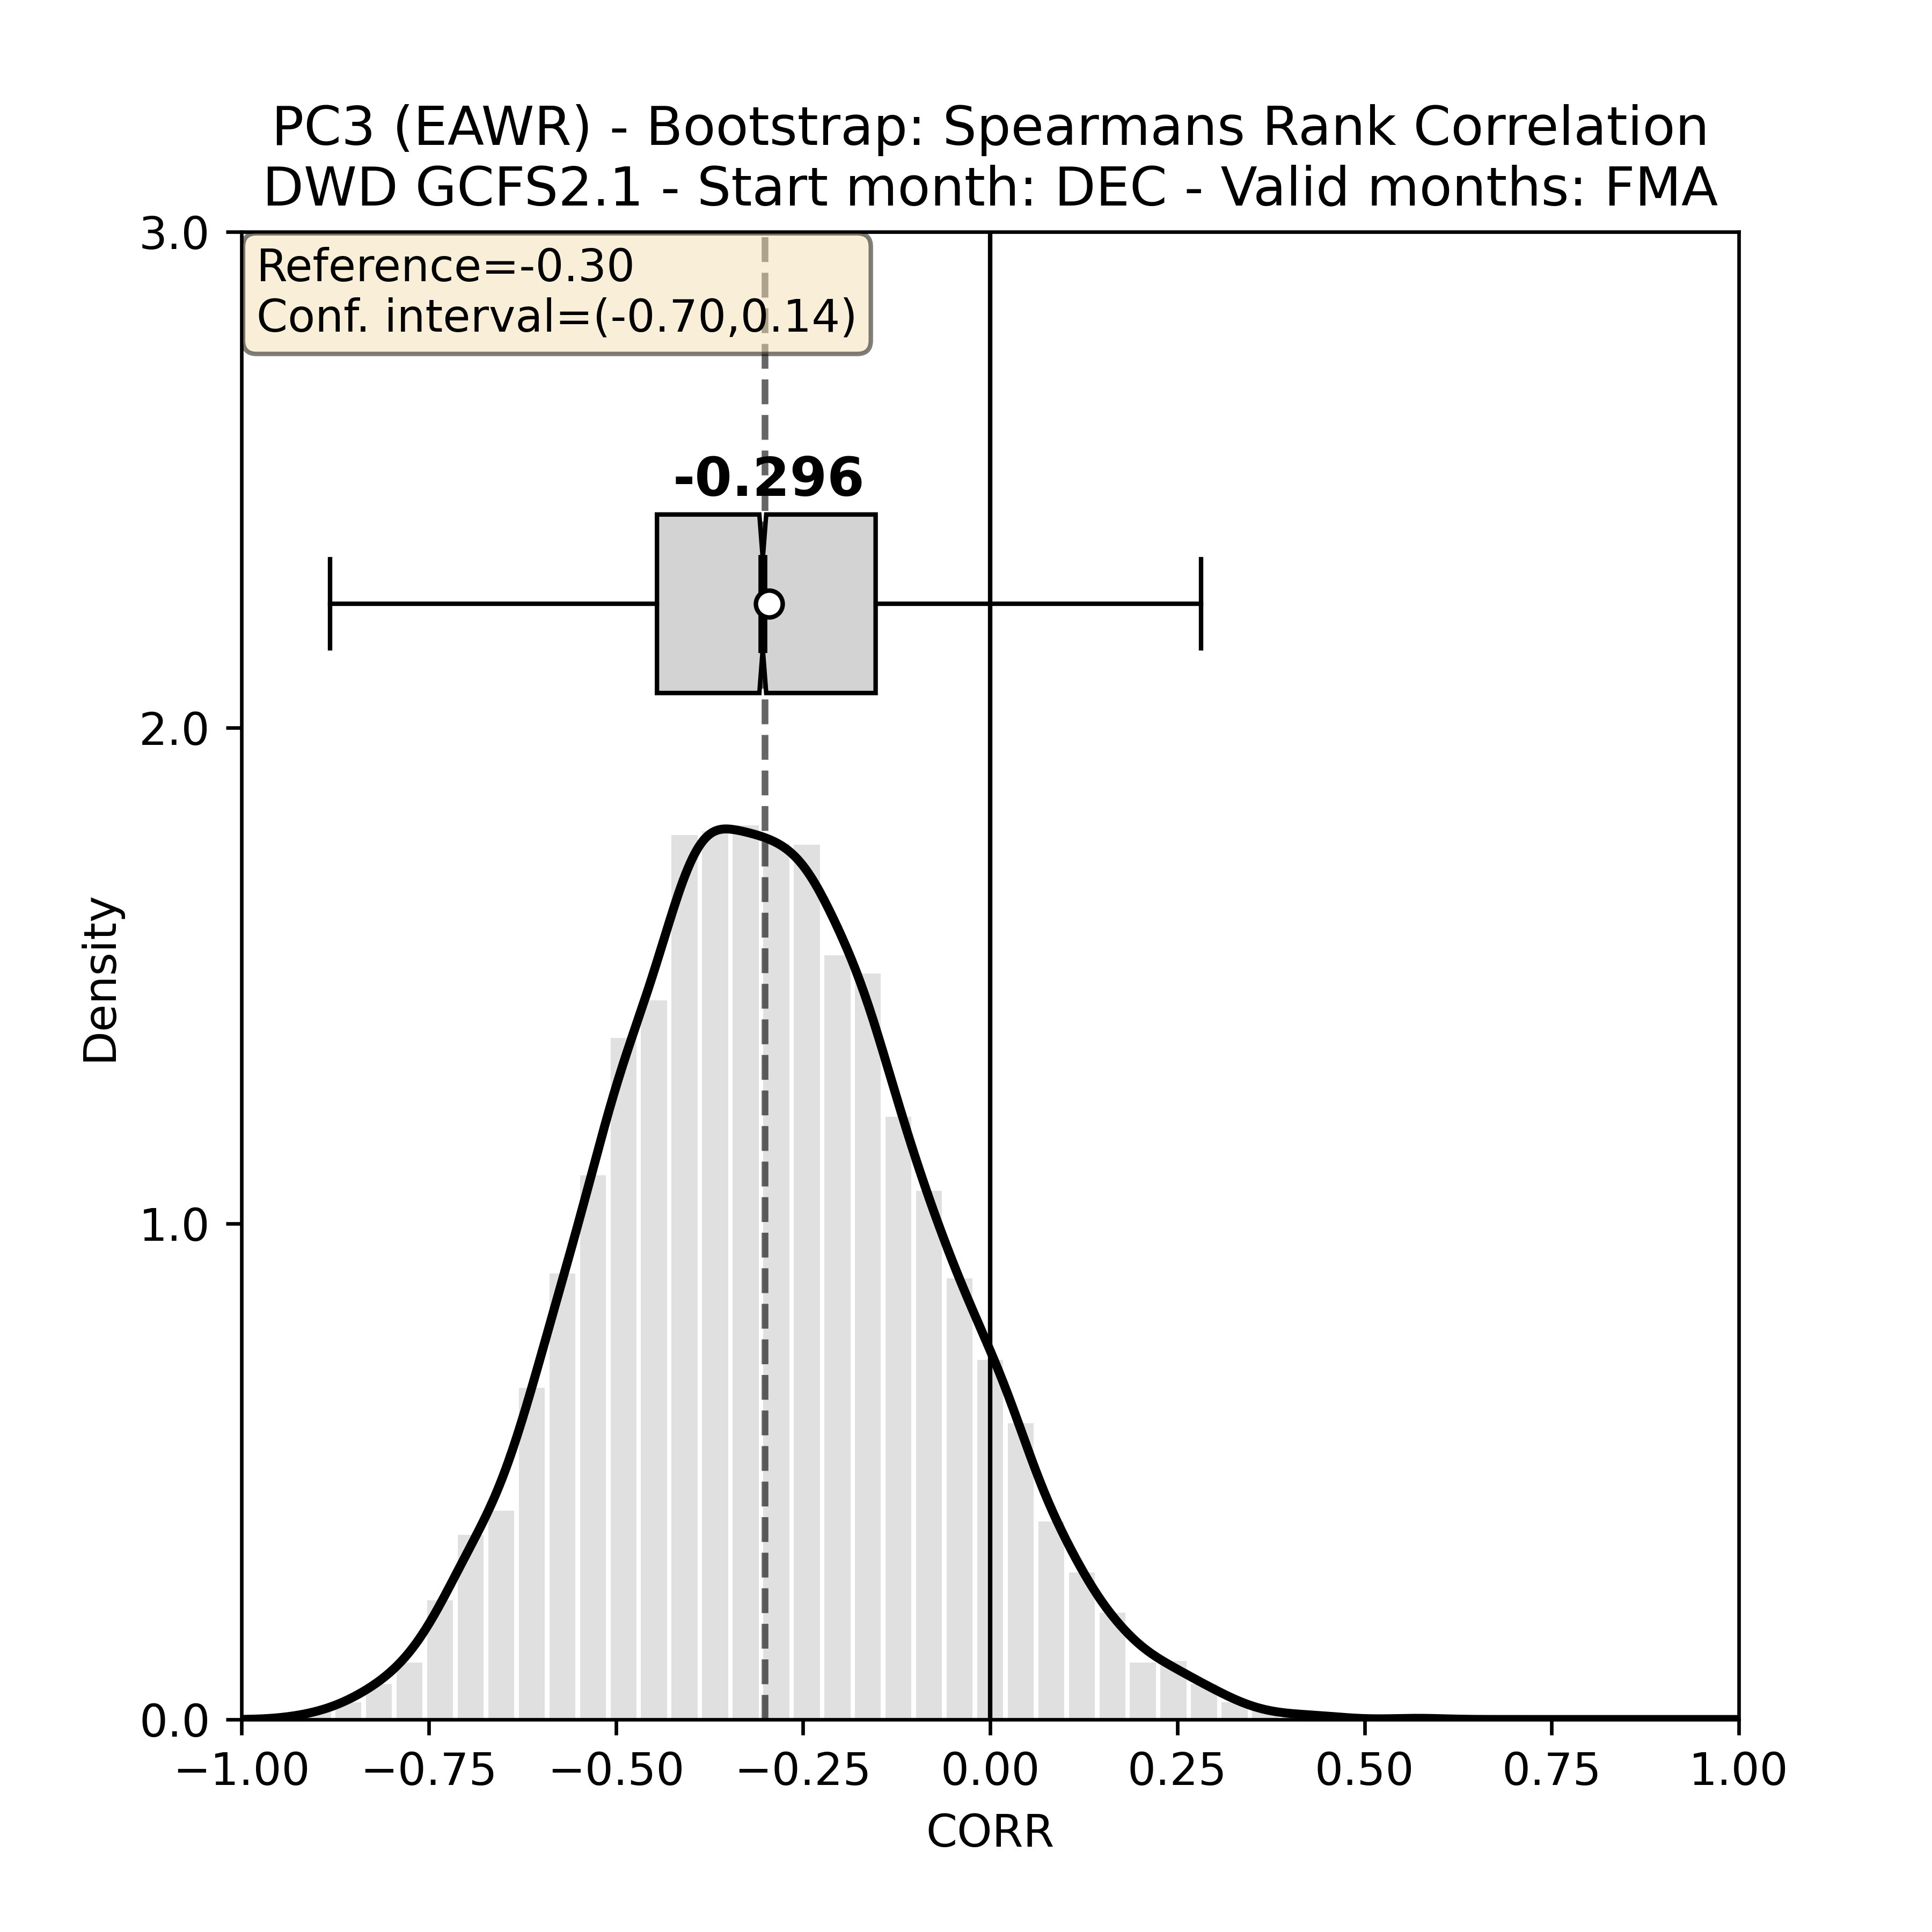 PC3 (EAWR) - Bootstrap: Spearmans Rank Correlation
DWD GCFS2.1 - Start month: DEC - Valid months: FMA
3.0
Reference=-0.30
Conf. interval=(-0.70,0.14)
-0.296
2.0
Density
1.0
0.0
−1.00 −0.75 −0.50 −0.25 0.00 0.25 0.50 0.75 1.00
CORR